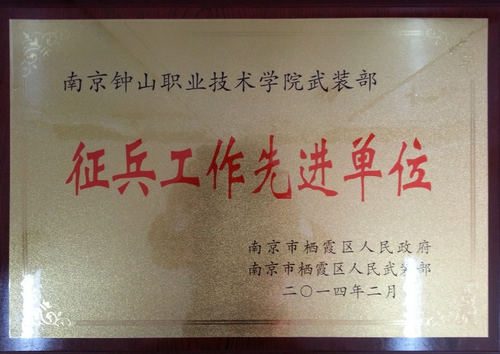 南京钟山职业技术学院武装部
征兵工作先进单位
南京市栖霞区人民政府
南京市栖霞区人民武装部
二〇一四年二月